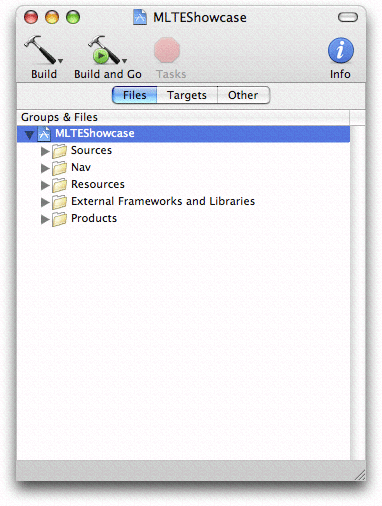 MLTEShowcase
Build Build and Go Tasks Info
Files Targets Other
Groups & Files
MLTEShowcase
Sources
Nav
Resources
External Frameworks and Libraries
Products